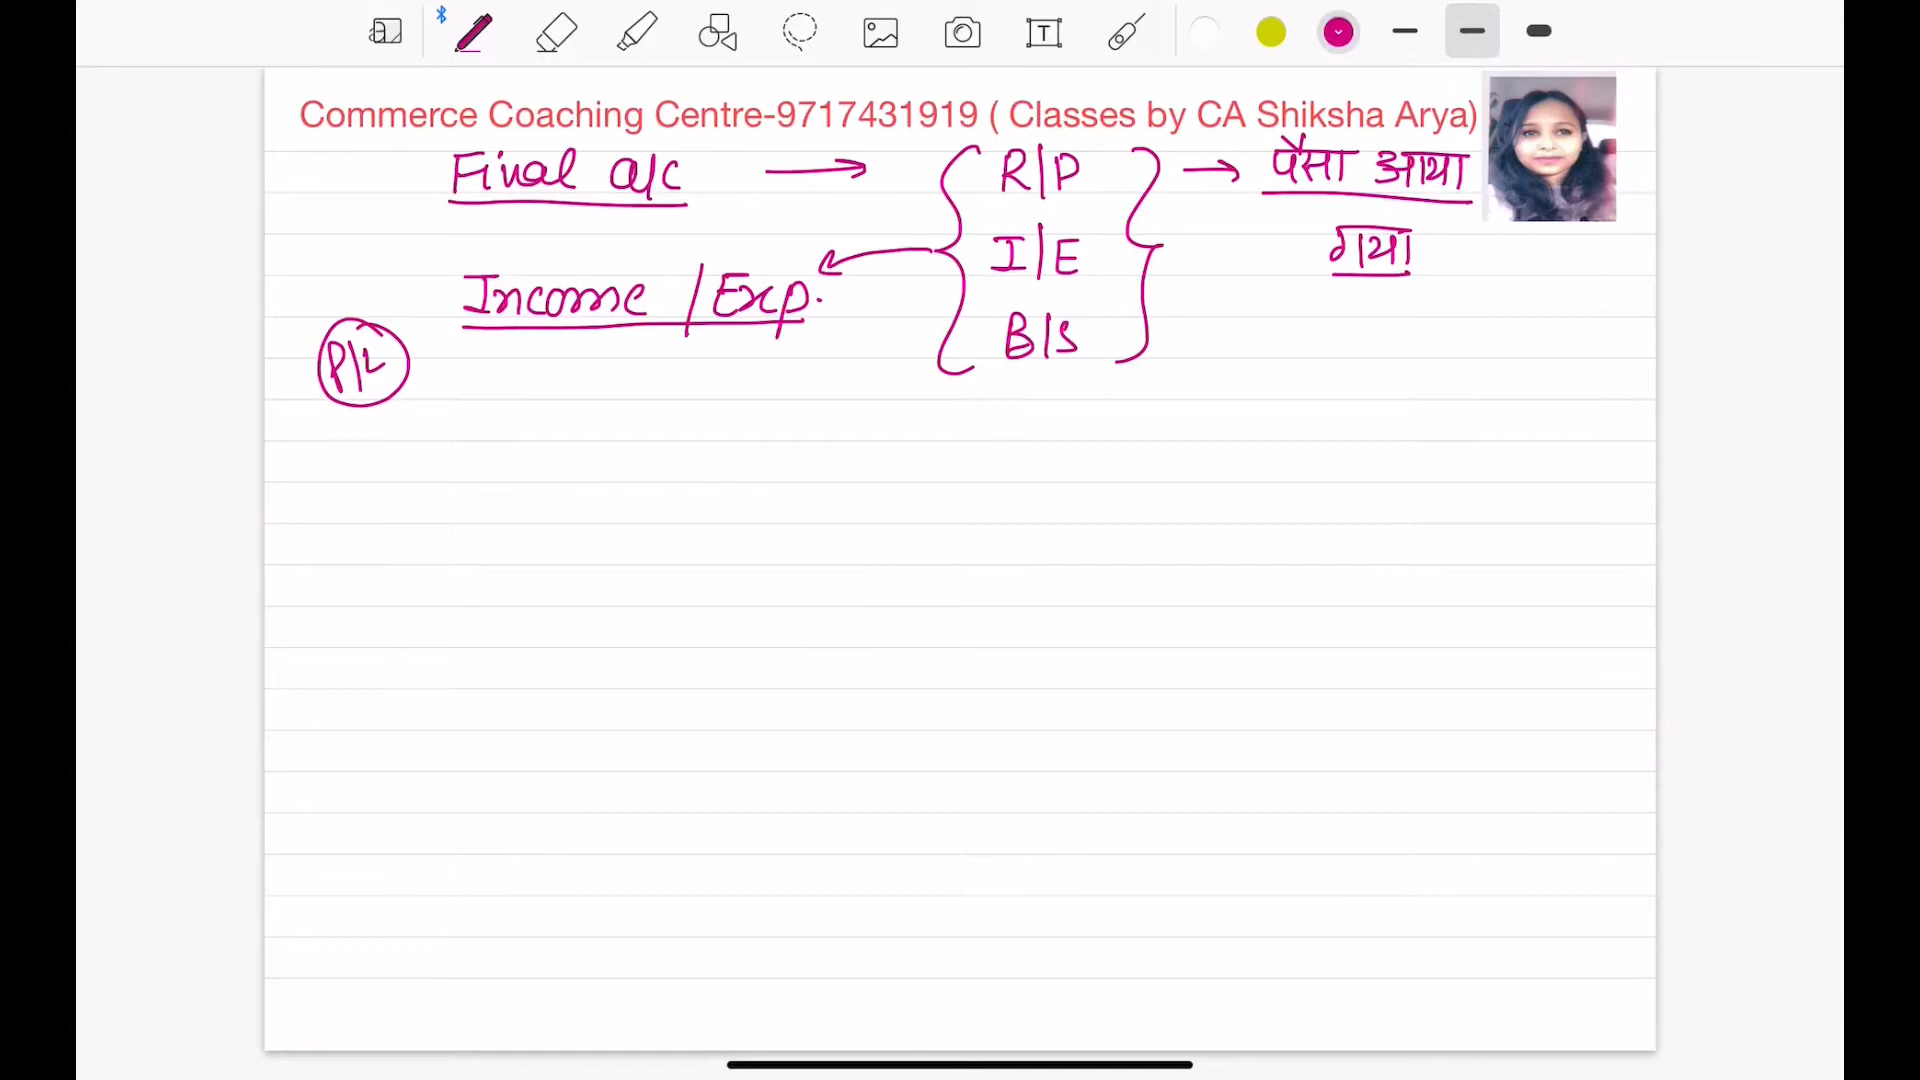 Commerce Coaching Centre-9717431919 ( Classes by CA Shiksha Arya)
Final a/c → R|P → पैसा आया
गया
I|E
Income / Exp.
B|S
P/L